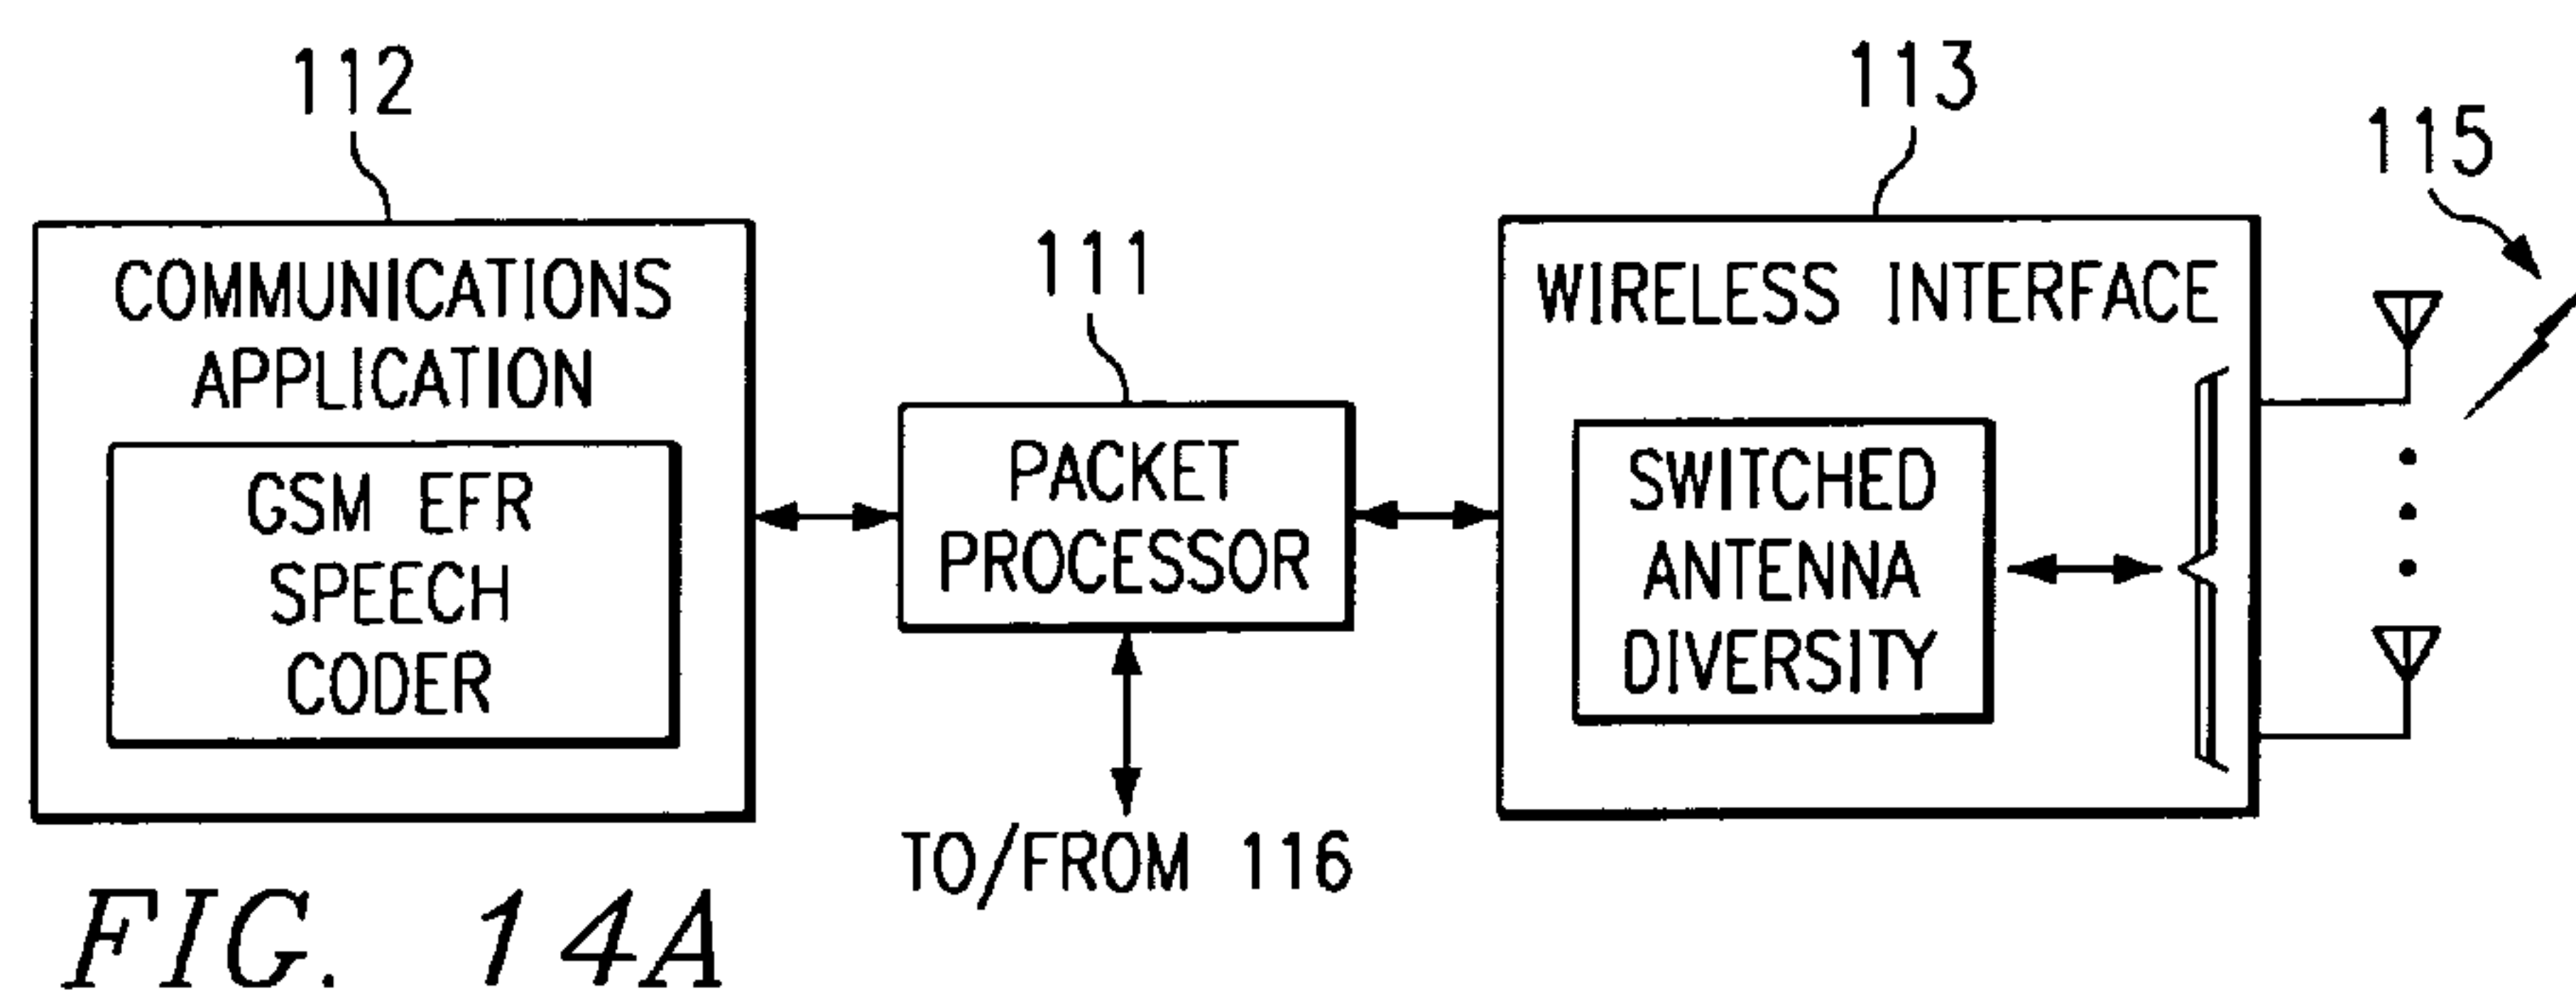 112
113
115
111
COMMUNICATIONS
APPLICATION
GSM EFR
SPEECH
CODER
PACKET
PROCESSOR
WIRELESS INTERFACE
SWITCHED
ANTENNA
DIVERSITY
TO/FROM 116
FIG. 14A